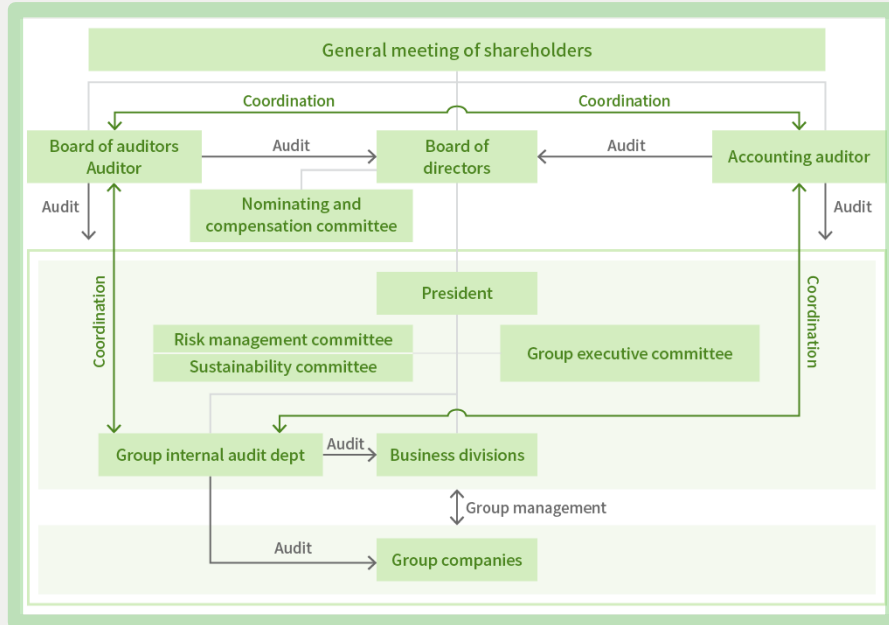 General meeting of shareholders
Coordination
Coordination
Board of auditors
Auditor
Audit
Board of
directors
Audit
Accounting auditor
Audit
Nominating and
compensation committee
Audit
President
Coordination
Coordination
Risk management committee
Sustainability committee
Group executive committee
Group internal audit dept
Audit
Business divisions
Group management
Audit
Group companies